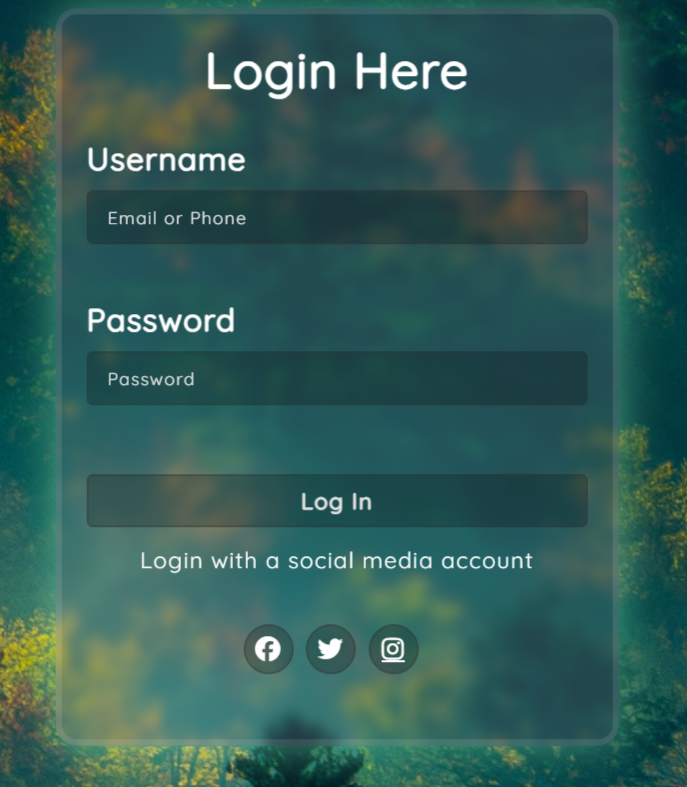 Login Here
Username
Email or Phone
Password
Password
Log In
Login with a social media account